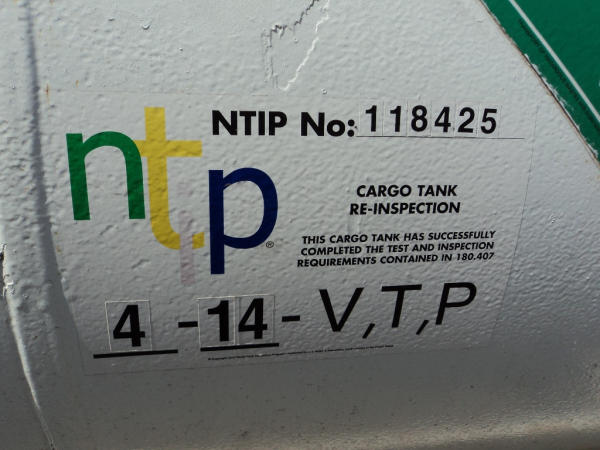 NTIP No: 118425
ntp®
CARGO TANK
RE-INSPECTION
THIS CARGO TANK HAS SUCCESSFULLY
COMPLETED THE TEST AND INSPECTION
REQUIREMENTS CONTAINED IN 180.407
4-14-V,T,P